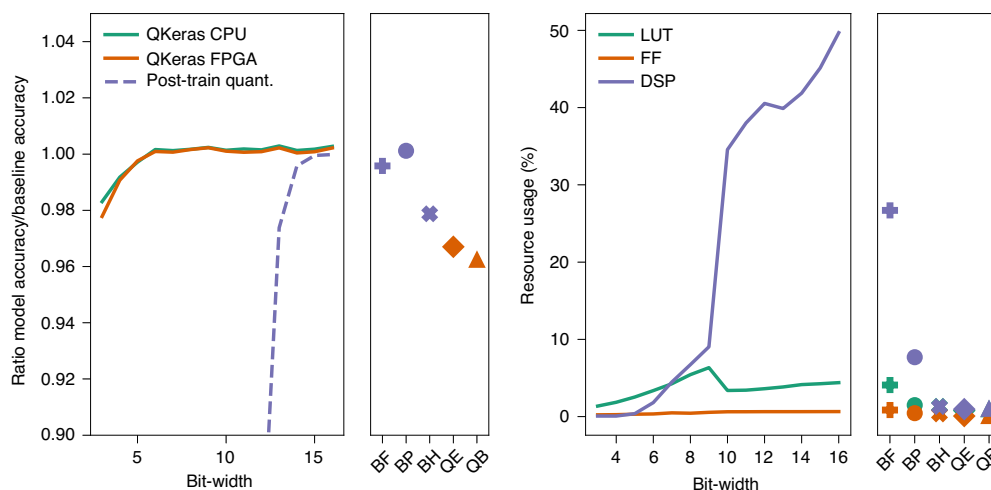 Ratio model accuracy/baseline accuracy
1.04
1.02
1.00
0.98
0.96
0.94
0.92
0.90
QKeras CPU
QKeras FPGA
Post-train quant.
5
10
15
Bit-width
BF
BP
BH
QE
QB
Resource usage (%)
50
40
30
20
10
0
LUT
FF
DSP
4
6
8
10
12
14
16
Bit-width
BF
BP
BH
QE